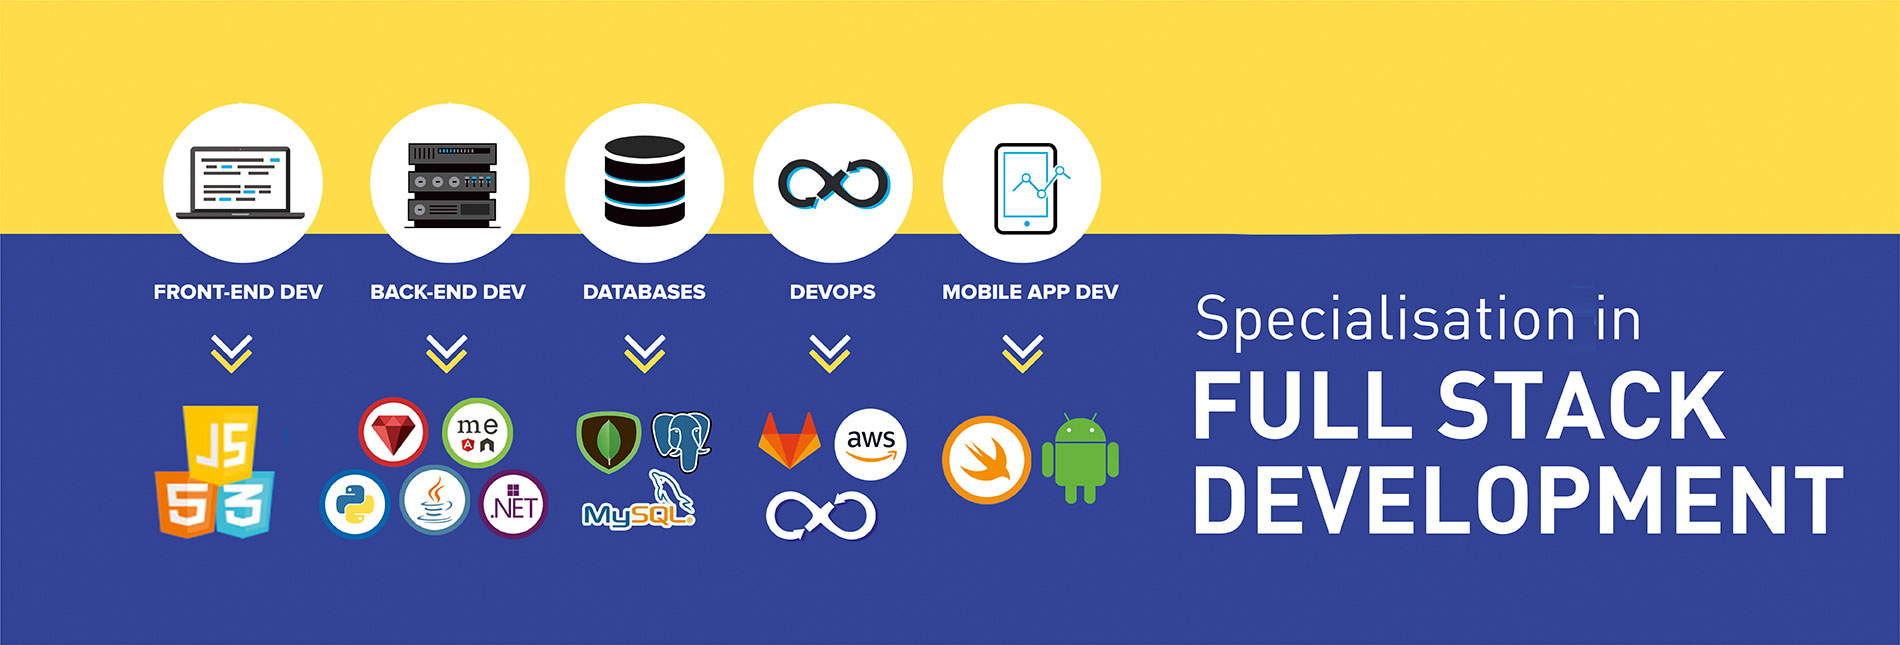 FRONT-END DEV
BACK-END DEV
DATABASES
DEVOPS
MOBILE APP DEV
JS
5
3
me
.NET
MySQL®
aws
Specialisation in
FULL STACK
DEVELOPMENT